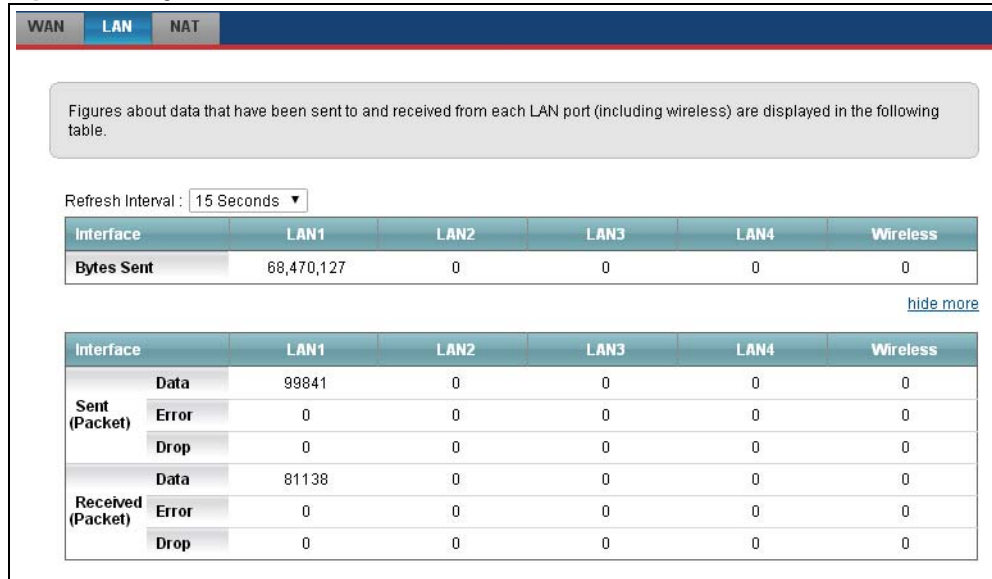 WAN LAN NAT
Figures about data that have been sent to and received from each LAN port (including wireless) are displayed in the following
table.
Refresh Interval : 15 Seconds ▼
Interface LAN1 LAN2 LAN3 LAN4 Wireless
Bytes Sent 68,470,127 0 0 0 0
hide more
Interface LAN1 LAN2 LAN3 LAN4 Wireless
Sent (Packet) Data 99841 0 0 0 0
Error 0 0 0 0 0
Drop 0 0 0 0 0
Received (Packet) Data 81138 0 0 0 0
Error 0 0 0 0 0
Drop 0 0 0 0 0